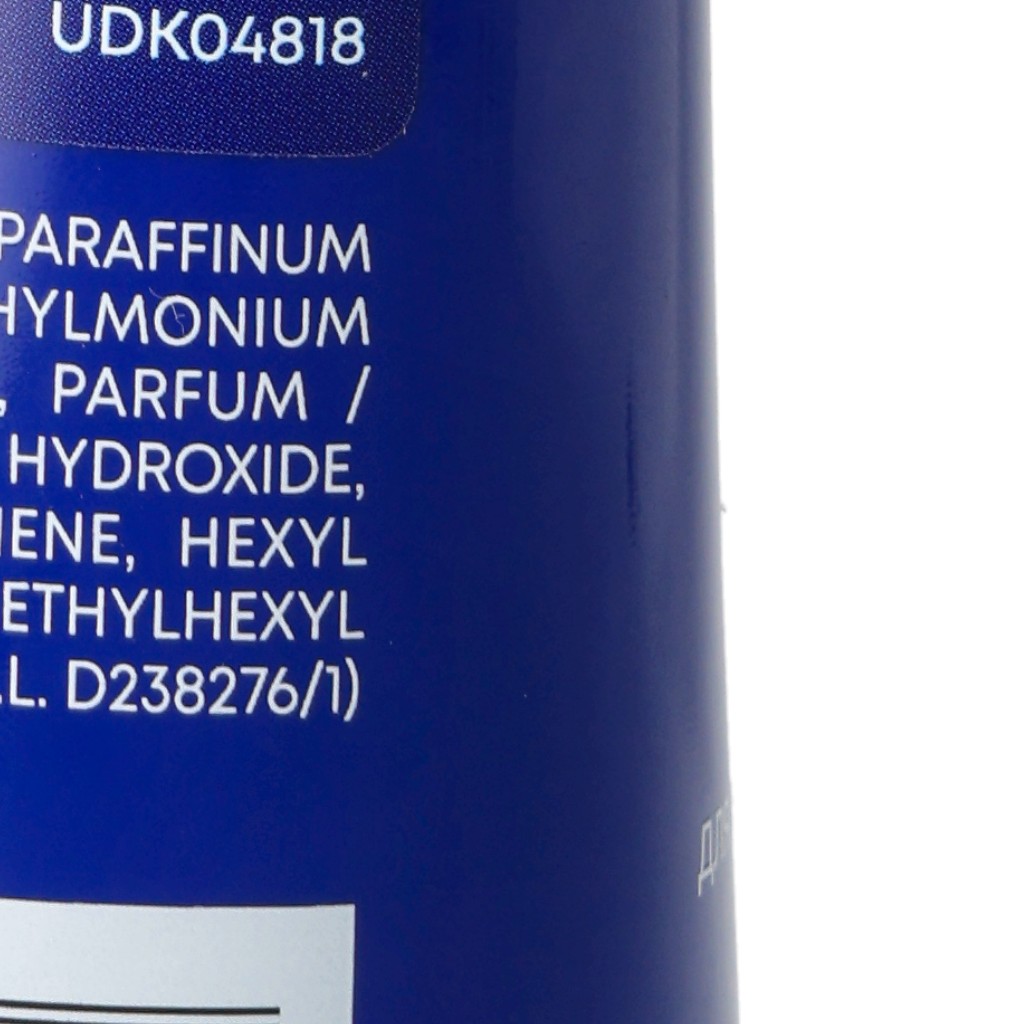 UDK04818
PARAFFINUM
HYLMONIUM
, PARFUM /
HYDROXIDE,
IENE, HEXYL
ETHYLHEXYL
.L. D238276/1)